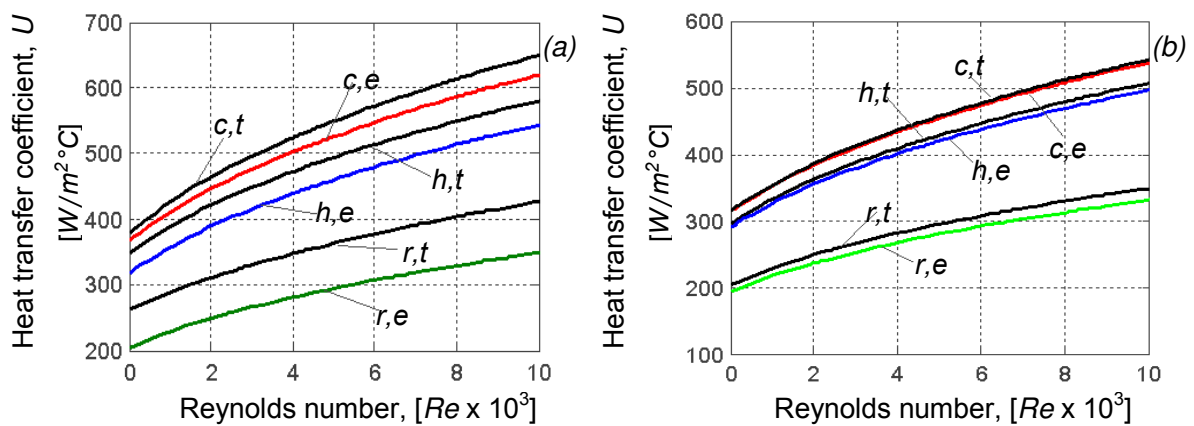 Heat transfer coefficient, U
[W/m² °C]
700
600
500
400
300
200
(a)
c,e
c,t
h,t
h,e
r,t
r,e
0 2 4 6 8 10
Reynolds number, [Re x 10³]
Heat transfer coefficient, U
[W/m² °C]
600
500
400
300
200
100
(b)
c,t
h,t
c,e
h,e
r,t
r,e
0 2 4 6 8 10
Reynolds number, [Re x 10³]